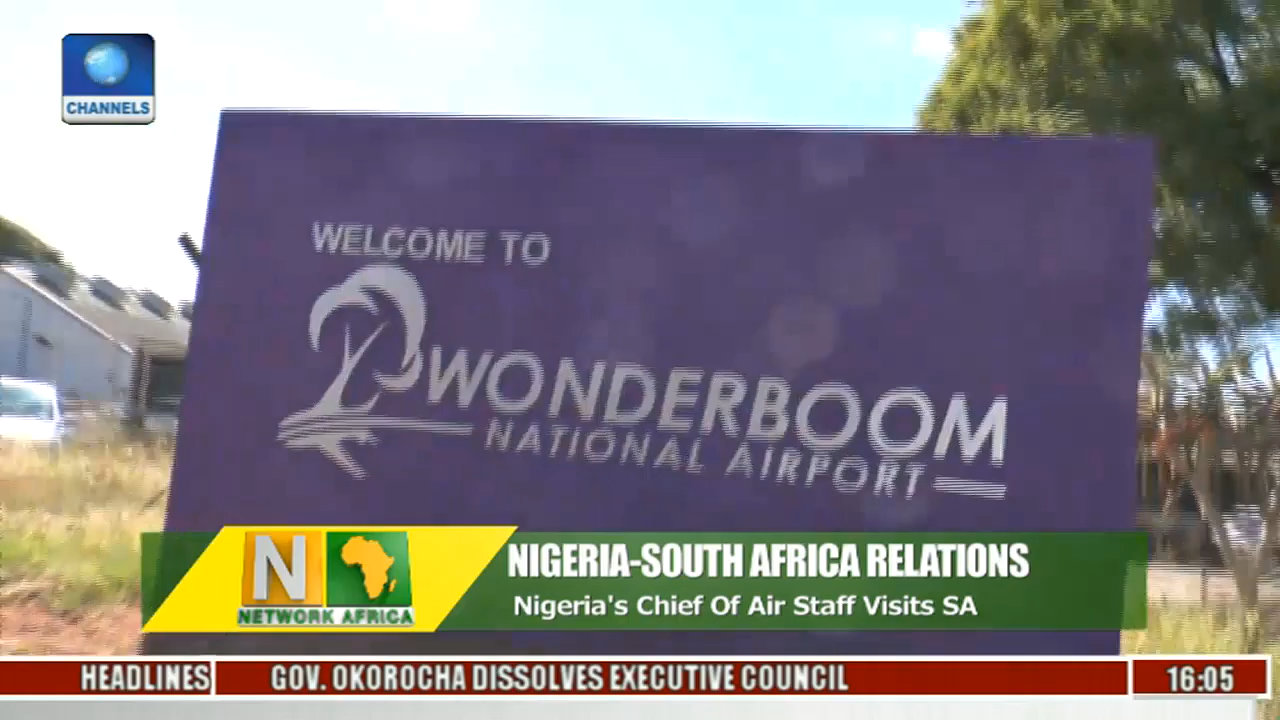 CHANNELS
WELCOME TO
WONDERBOOM
NATIONAL AIRPORT
N
NETWORK AFRICA
NIGERIA-SOUTH AFRICA RELATIONS
Nigeria's Chief Of Air Staff Visits SA
HEADLINES
GOV. OKOROCHA DISSOLVES EXECUTIVE COUNCIL
16:05